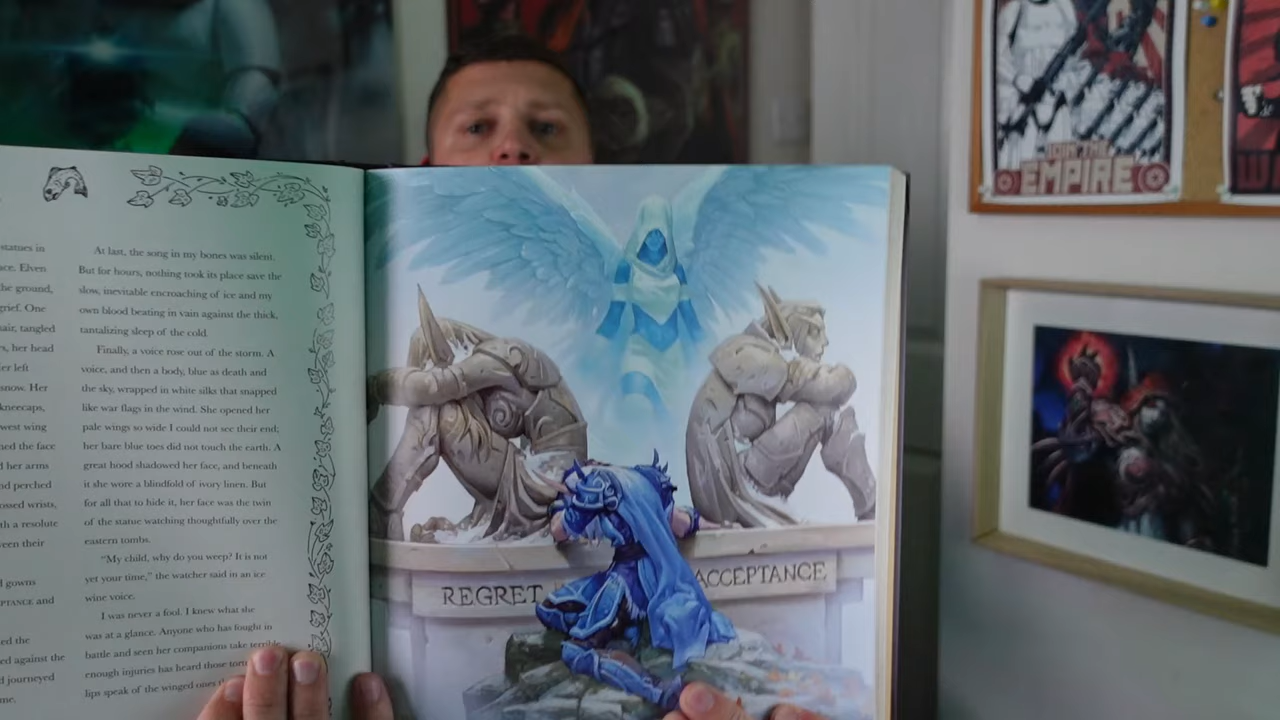 statues in
ace. Elven
he ground,
grief. One
hair, tangled
s, her head
er left
snow. Her
kneecaps,
west wing
ned the face
d her arms
nd perched
ossed wrists,
th a resolute
ween their
d gowns
PTANCE and
ed the
ed against the
d journeyed
me.
At last, the song in my bones was silent.
But for hours, nothing took its place save the
slow, inevitable encroaching of ice and my
own blood beating in vain against the thick,
tantalizing sleep of the cold.
Finally, a voice rose out of the storm. A
voice, and then a body, blue as death and
the sky, wrapped in white silks that snapped
like war flags in the wind. She opened her
pale wings so wide I could not see their end;
her bare blue toes did not touch the earth. A
great hood shadowed her face, and beneath
it she wore a blindfold of ivory linen. But
for all that to hide it, her face was the twin
of the statue watching thoughtfully over the
eastern tombs.
"My child, why do you weep? It is not
yet your time," the watcher said in an ice
wine voice.
I was never a fool. I knew what she
was at a glance. Anyone who has fought in
battle and seen her companions take terrible
enough injuries has heard those torn
lips speak of the winged ones
REGRET
ACCEPTANCE
JOIN THE
EMPIRE